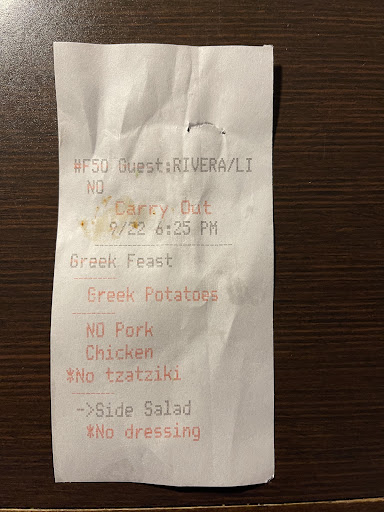 #F50 Guest:RIVERA/LI
NO
Carry Out
9/22 6:25 PM
Greek Feast
Greek Potatoes
NO Pork
Chicken
*No tzatziki
->Side Salad
*No dressing